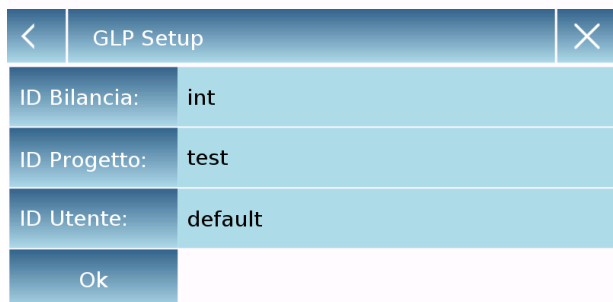 GLP Setup
ID Bilancia: int
ID Progetto: test
ID Utente: default
Ok